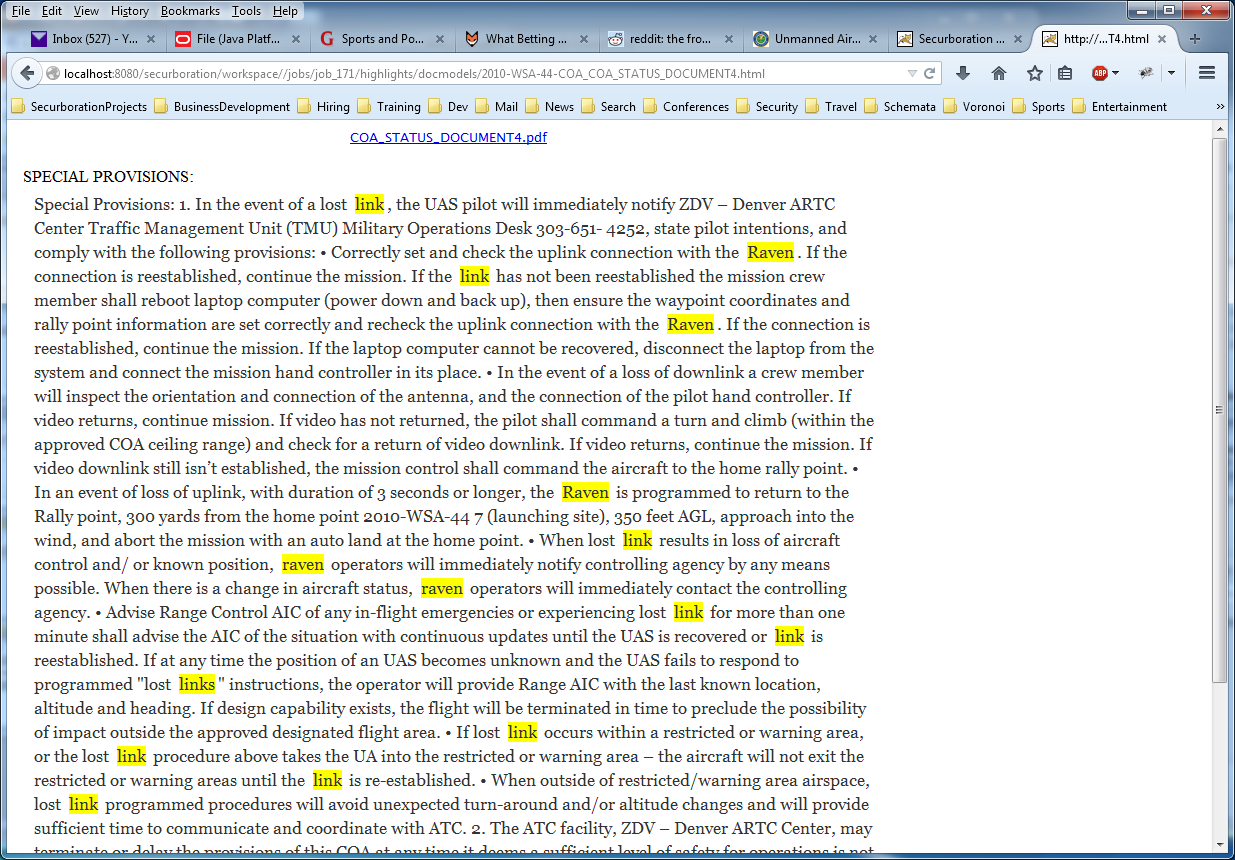 File Edit View History Bookmarks Tools Help
Inbox (527) - Y... File (Java Platf... Sports and Po... What Betting ... reddit: the fro... Unmanned Air... Securboration ... http://...T4.html
localhost:8080/securboration/workspace//jobs/job_171/highlights/docmodels/2010-WSA-44-COA_COA_STATUS_DOCUMENT4.html
SecurborationProjects BusinessDevelopment Hiring Training Dev Mail News Search Conferences Security Travel Schemata Voronoi Sports Entertainment »
COA_STATUS_DOCUMENT4.pdf
SPECIAL PROVISIONS:
Special Provisions: 1. In the event of a lost link , the UAS pilot will immediately notify ZDV – Denver ARTC
Center Traffic Management Unit (TMU) Military Operations Desk 303-651- 4252, state pilot intentions, and
comply with the following provisions: • Correctly set and check the uplink connection with the Raven . If the
connection is reestablished, continue the mission. If the link has not been reestablished the mission crew
member shall reboot laptop computer (power down and back up), then ensure the waypoint coordinates and
rally point information are set correctly and recheck the uplink connection with the Raven . If the connection is
reestablished, continue the mission. If the laptop computer cannot be recovered, disconnect the laptop from the
system and connect the mission hand controller in its place. • In the event of a loss of downlink a crew member
will inspect the orientation and connection of the antenna, and the connection of the pilot hand controller. If
video returns, continue mission. If video has not returned, the pilot shall command a turn and climb (within the
approved COA ceiling range) and check for a return of video downlink. If video returns, continue the mission. If
video downlink still isn’t established, the mission control shall command the aircraft to the home rally point. •
In an event of loss of uplink, with duration of 3 seconds or longer, the Raven is programmed to return to the
Rally point, 300 yards from the home point 2010-WSA-44 7 (launching site), 350 feet AGL, approach into the
wind, and abort the mission with an auto land at the home point. • When lost link results in loss of aircraft
control and/ or known position, raven operators will immediately notify controlling agency by any means
possible. When there is a change in aircraft status, raven operators will immediately contact the controlling
agency. • Advise Range Control AIC of any in-flight emergencies or experiencing lost link for more than one
minute shall advise the AIC of the situation with continuous updates until the UAS is recovered or link is
reestablished. If at any time the position of an UAS becomes unknown and the UAS fails to respond to
programmed "lost links " instructions, the operator will provide Range AIC with the last known location,
altitude and heading. If design capability exists, the flight will be terminated in time to preclude the possibility
of impact outside the approved designated flight area. • If lost link occurs within a restricted or warning area,
or the lost link procedure above takes the UA into the restricted or warning area – the aircraft will not exit the
restricted or warning areas until the link is re-established. • When outside of restricted/warning area airspace,
lost link programmed procedures will avoid unexpected turn-around and/or altitude changes and will provide
sufficient time to communicate and coordinate with ATC. 2. The ATC facility, ZDV – Denver ARTC Center, may
terminate or delay the provisions of this COA at any time it deems a sufficient level of safety for operations is not